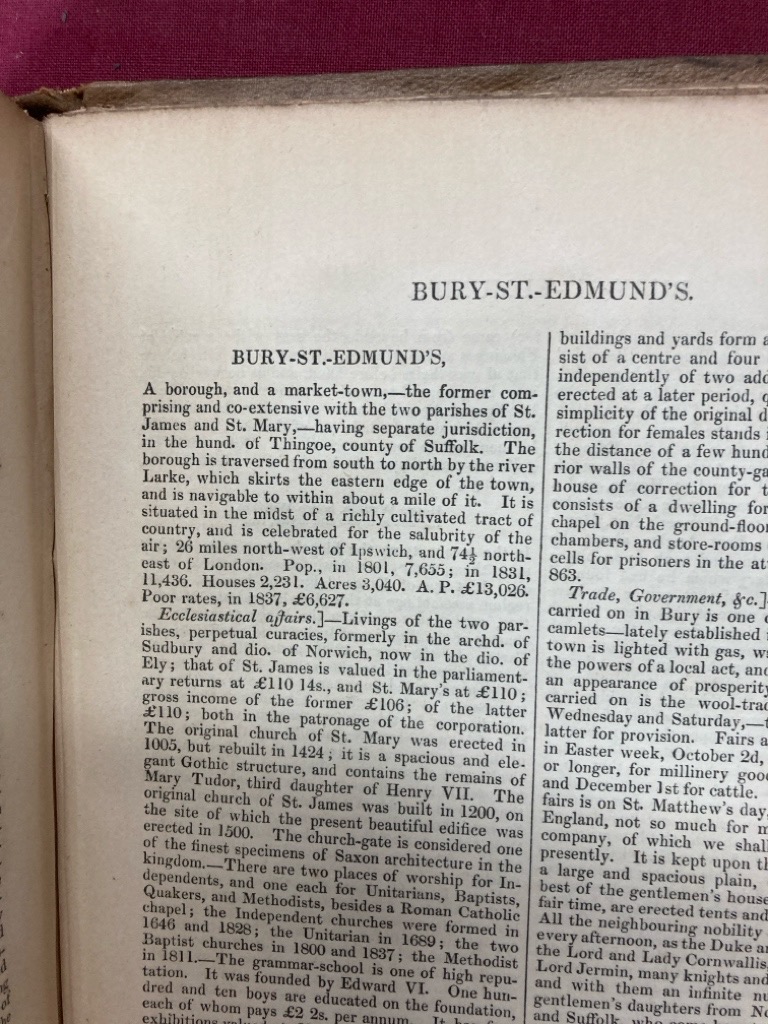 BURY-ST.-EDMUND'S.
BURY-ST.-EDMUND'S,
A borough, and a market-town,—the former com-
prising and co-extensive with the two parishes of St.
James and St. Mary,—having separate jurisdiction,
in the hund. of Thingoe, county of Suffolk. The
borough is traversed from south to north by the river
Larke, which skirts the eastern edge of the town,
and is navigable to within about a mile of it. It is
situated in the midst of a richly cultivated tract of
country, and is celebrated for the salubrity of the
air; 26 miles north-west of Ipswich, and 74½ north-
east of London. Pop., in 1801, 7,655; in 1831,
11,436. Houses 2,231. Acres 3,040. A. P. £13,026.
Poor rates, in 1837, £6,627.
Ecclesiastical affairs.]—Livings of the two par-
ishes, perpetual curacies, formerly in the archd. of
Sudbury and dio. of Norwich, now in the dio. of
Ely; that of St. James is valued in the parliament-
ary returns at £110 14s., and St. Mary's at £110;
gross income of the former £106; of the latter
£110; both in the patronage of the corporation.
The original church of St. Mary was erected in
1005, but rebuilt in 1424; it is a spacious and ele-
gant Gothic structure, and contains the remains of
Mary Tudor, third daughter of Henry VII. The
original church of St. James was built in 1200, on
the site of which the present beautiful edifice was
erected in 1500. The church-gate is considered one
of the finest specimens of Saxon architecture in the
kingdom.—There are two places of worship for In-
dependents, and one each for Unitarians, Baptists,
Quakers, and Methodists, besides a Roman Catholic
chapel; the Independent churches were formed in
1646 and 1828; the Unitarian in 1689; the two
Baptist churches in 1800 and 1837; the Methodist
in 1811.—The grammar-school is one of high repu-
tation. It was founded by Edward VI. One hun-
dred and ten boys are educated on the foundation,
each of whom pays £2 2s. per annum. It
buildings and yards form
sist of a centre and four
independently of two
erected at a later period,
simplicity of the original
rection for females stands
the distance of a few
rior walls of the
house of correction for
consists of a dwelling for
chapel on the
chambers, and store-rooms
cells for prisoners in the
863.
Trade, Government, &c.]
carried on in Bury is one
camlets—lately established
town is lighted with gas,
the powers of a local act, and
an appearance of prosperity
carried on is the
Wednesday and Saturday,—
latter for provision. Fairs
in Easter week, October 2d,
or longer, for millinery
and December 1st for cattle.
fairs is on St. Matthew's day,
England, not so much for
company, of which we
presently. It is kept upon
a large and spacious plain,
best of the gentlemen's
fair time, are erected tents and
All the neighbouring nobility
every afternoon, as the Duke
the Lord and Lady Cornwallis,
Lord Jermin, many knights and
and with them an infinite
gentlemen's daughters from
and Suffolk, who